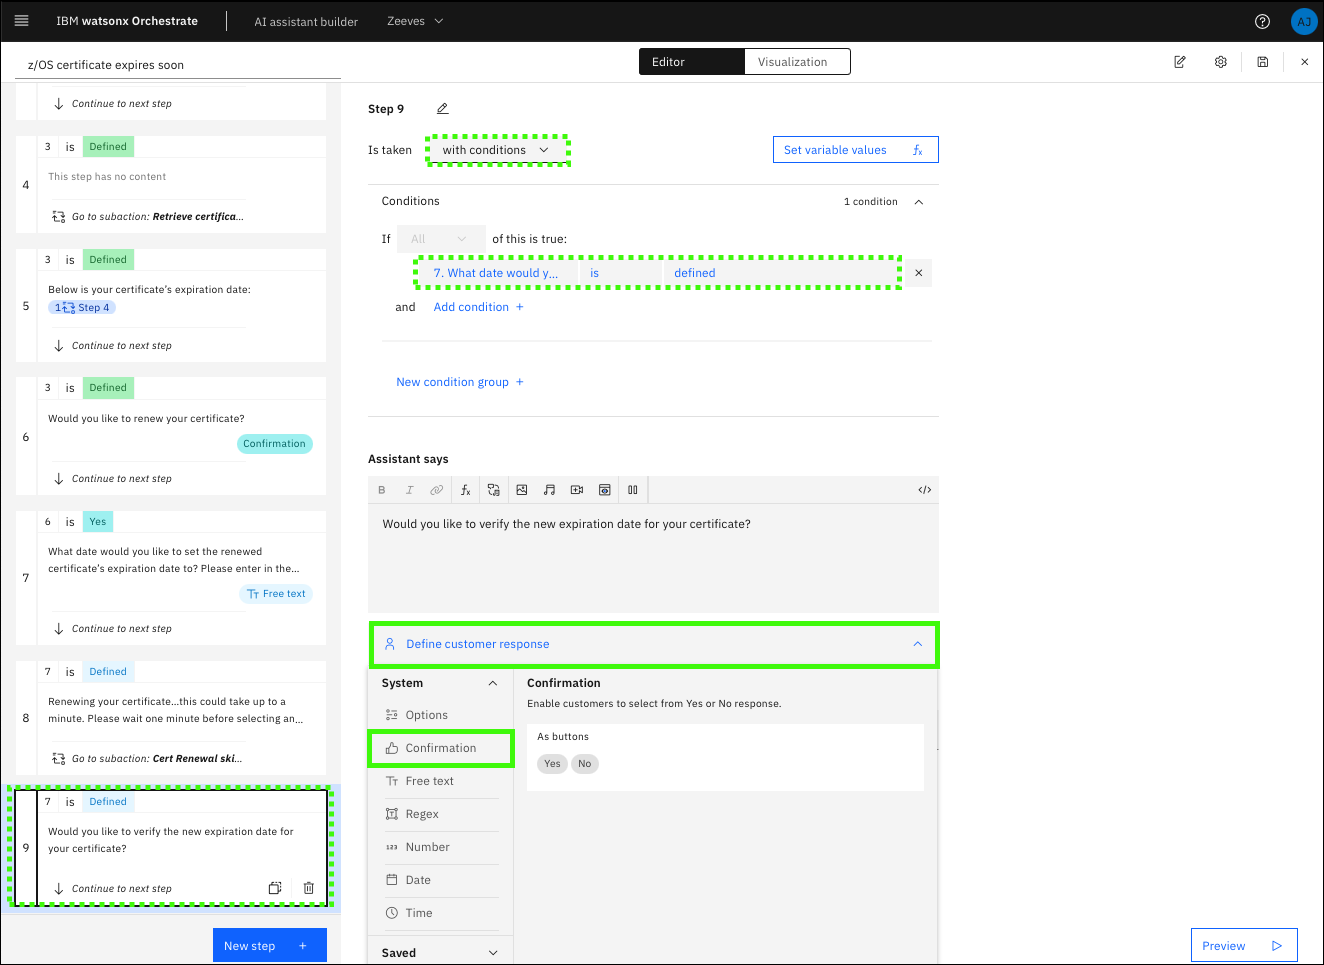 IBM watsonx Orchestrate
AI assistant builder
Zeeves
AJ
z/OS certificate expires soon
Editor
Visualization
Continue to next step
4
3 is Defined
This step has no content
Go to subaction: Retrieve certifica...
5
3 is Defined
Below is your certificate's expiration date:
1 Step 4
Continue to next step
6
3 is Defined
Would you like to renew your certificate?
Confirmation
Continue to next step
7
6 is Yes
What date would you like to set the renewed
certificate's expiration date to? Please enter in the...
Free text
Continue to next step
8
7 is Defined
Renewing your certificate...this could take up to a
minute. Please wait one minute before selecting an...
Go to subaction: Cert Renewal ski...
9
7 is Defined
Would you like to verify the new expiration date for
your certificate?
Continue to next step
New step +
Step 9
Is taken with conditions
Set variable values fx
Conditions
1 condition
If All of this is true:
7. What date would y... is defined
and Add condition +
New condition group +
Assistant says
B I fx </>
Would you like to verify the new expiration date for your certificate?
Define customer response
System
Options
Confirmation
Free text
Regex
123 Number
Date
Time
Saved
Confirmation
Enable customers to select from Yes or No response.
As buttons
Yes No
Preview